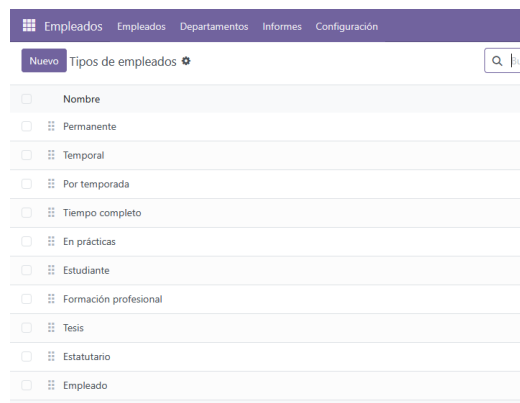 Empleados Empleados Departamentos Informes Configuración
Nuevo Tipos de empleados
Nombre
Permanente
Temporal
Por temporada
Tiempo completo
En prácticas
Estudiante
Formación profesional
Tesis
Estatutario
Empleado